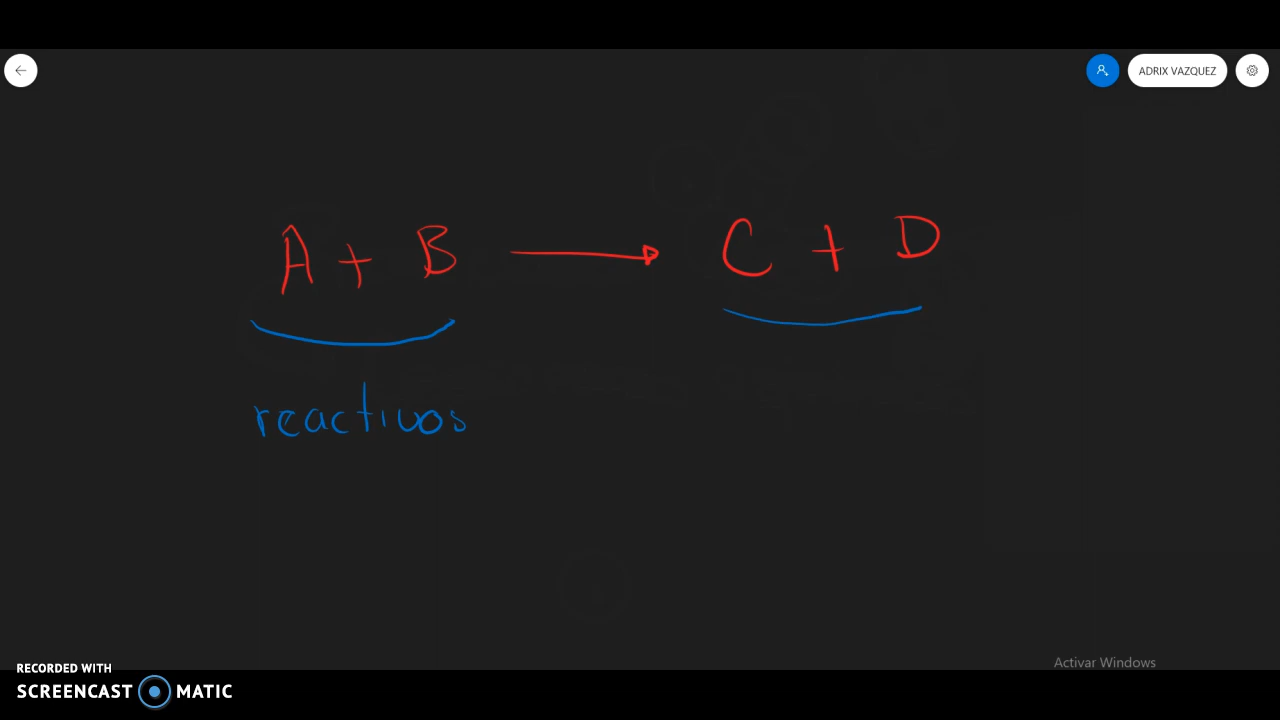 ADRIX VAZQUEZ
A + B → C + D
reactivos
Activar Windows
RECORDED WITH
SCREENCAST MATIC